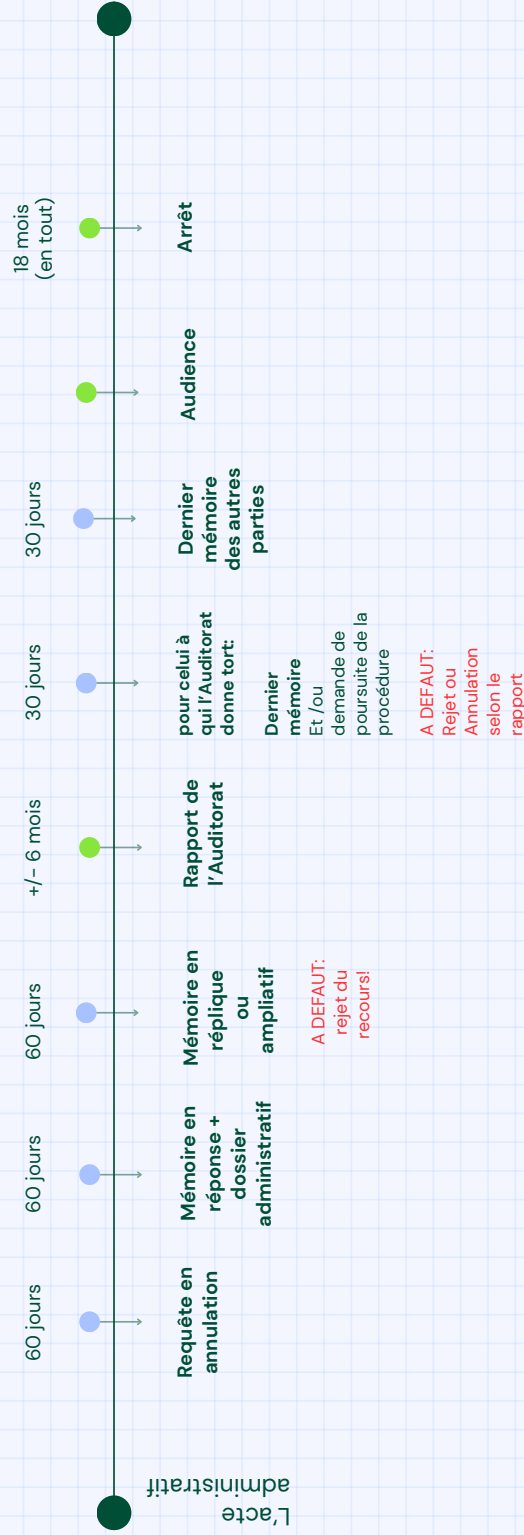 L'acte
administratif
60 jours
Requête en
annulation
60 jours
Mémoire en
réponse +
dossier
administratif
60 jours
Mémoire en
réplique
ou
ampliatif
A DEFAUT:
rejet du
recours!
+/- 6 mois
Rapport de
l'Auditorat
30 jours
pour celui à
qui l'Auditorat
donne tort:
Dernier
mémoire
Et /ou
demande de
poursuite de la
procédure
A DEFAUT:
Rejet ou
Annulation
selon le
rapport
30 jours
Dernier
mémoire
des autres
parties
Audience
18 mois
(en tout)
Arrêt